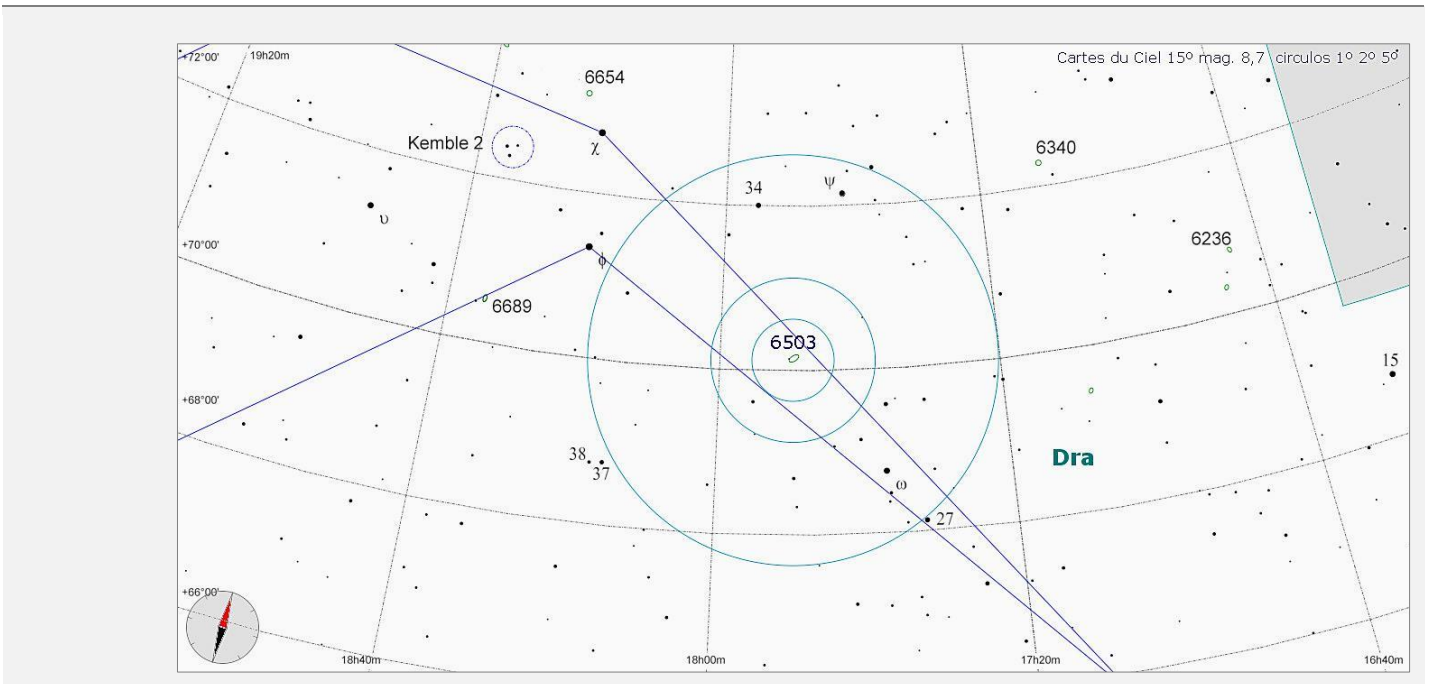 +72°00'
19h20m
Cartes du Ciel 15º mag. 8,7 circulos 1º 2º 5º
6654
Kemble 2
χ
6340
34
ψ
υ
6236
+70°00'
ϕ
6689
6503
15
+68°00'
38
37
Dra
ω
27
+66°00'
18h40m
18h00m
17h20m
16h40m